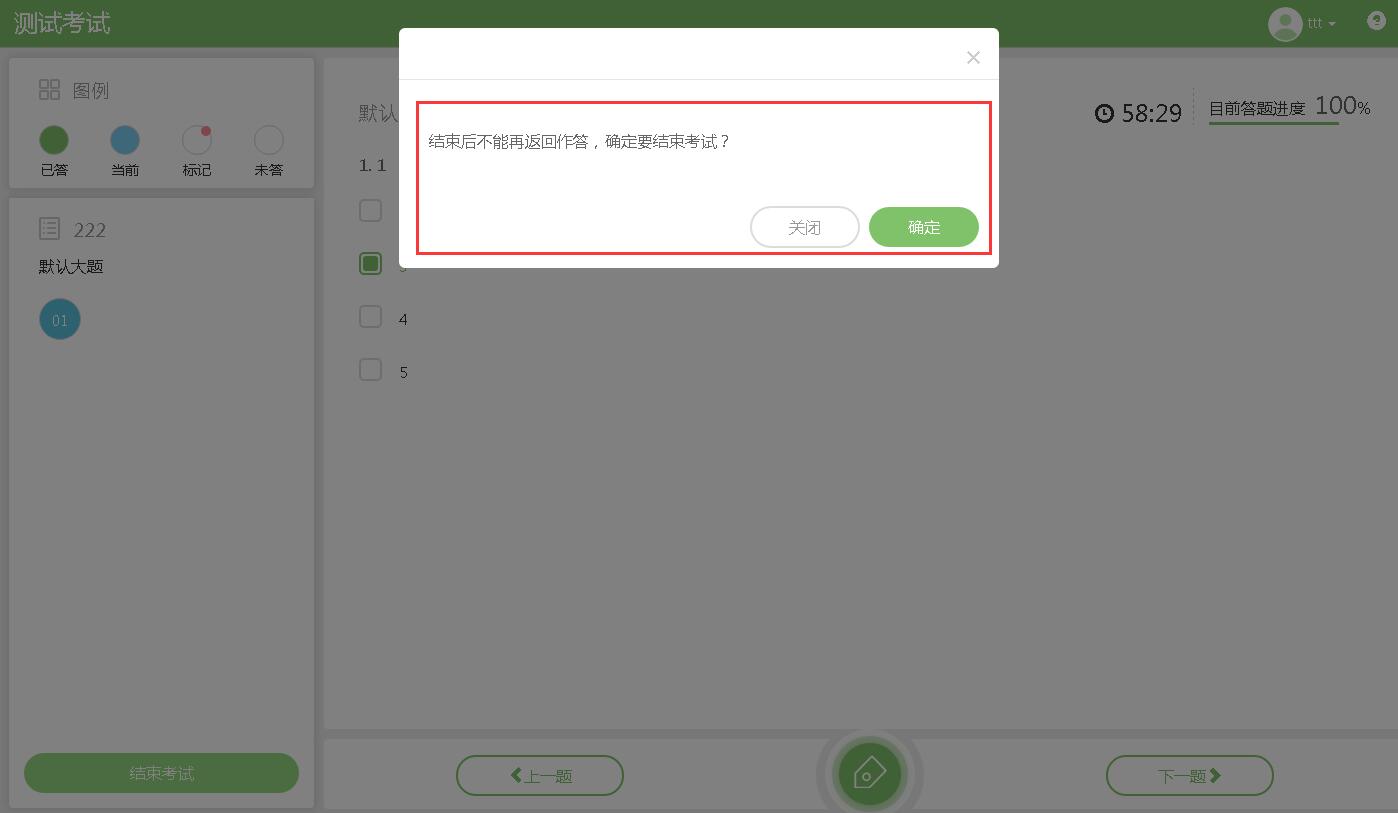 测试考试
ttt
图例
已答
当前
标记
未答
222
默认大题
01
结束考试
默认
58:29
目前答题进度 100%
1. 1
结束后不能再返回作答，确定要结束考试？
关闭
确定
4
5
上一题
下一题